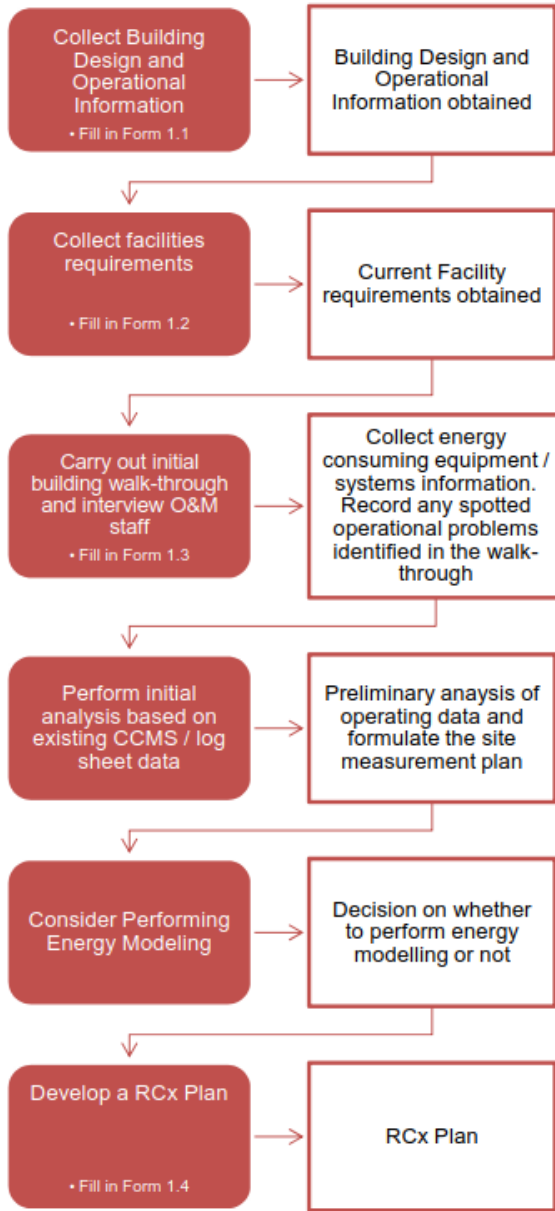 Collect Building
Design and
Operational
Information
• Fill in Form 1.1
Building Design and
Operational
Information obtained
Collect facilities
requirements
• Fill in Form 1.2
Current Facility
requirements obtained
Carry out initial
building walk-through
and interview O&M
staff
• Fill in Form 1.3
Collect energy
consuming equipment /
systems information.
Record any spotted
operational problems
identified in the walk-
through
Perform initial
analysis based on
existing CCMS / log
sheet data
Preliminary anaysis of
operating data and
formulate the site
measurement plan
Consider Performing
Energy Modeling
Decision on whether
to perform energy
modelling or not
Develop a RCx Plan
• Fill in Form 1.4
RCx Plan